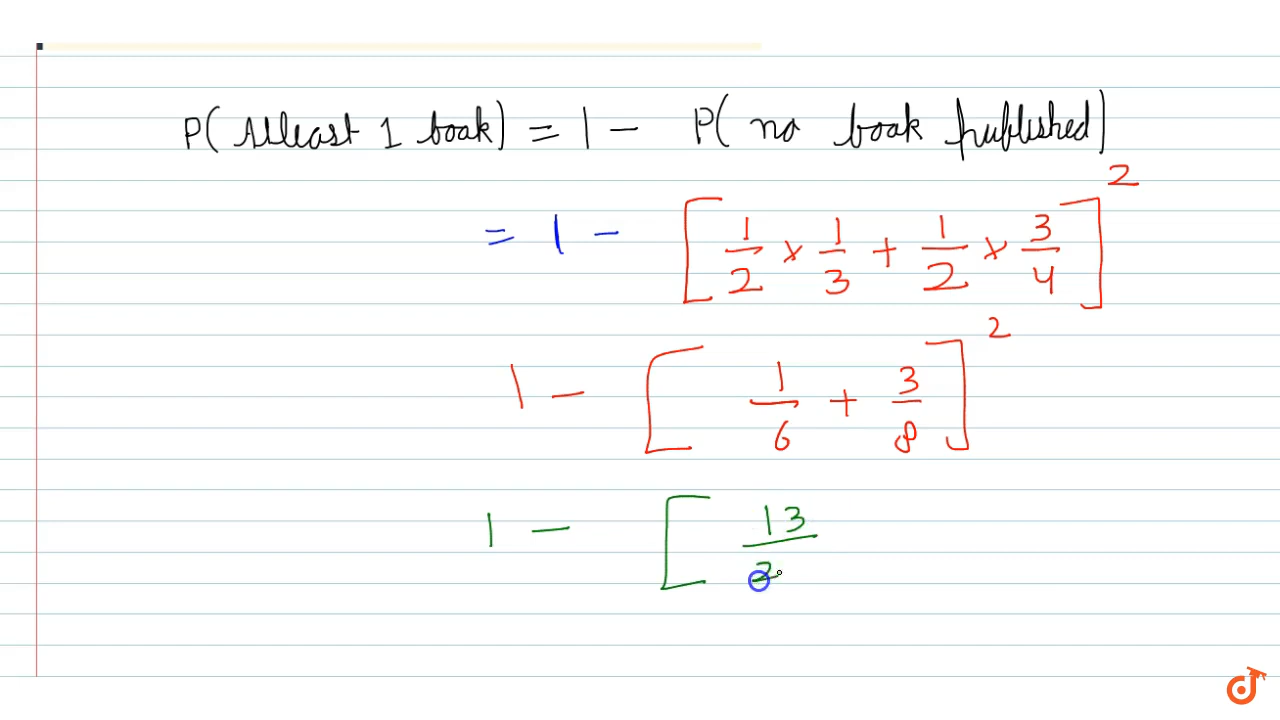 P( Atleast 1 book) = 1 - P( no book published)
= 1 - [ 1/2 × 1/3 + 1/2 × 3/4 ]²
1 - [ 1/6 + 3/8 ]²
1 - [ 13/2